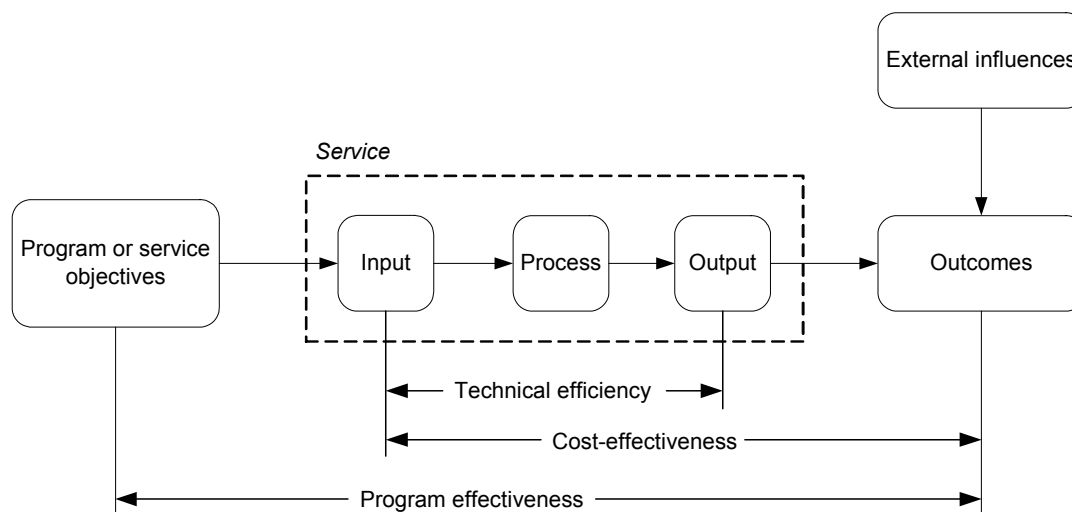 External influences
Service
Program or service
objectives
Input
Process
Output
Outcomes
Technical efficiency
Cost-effectiveness
Program effectiveness